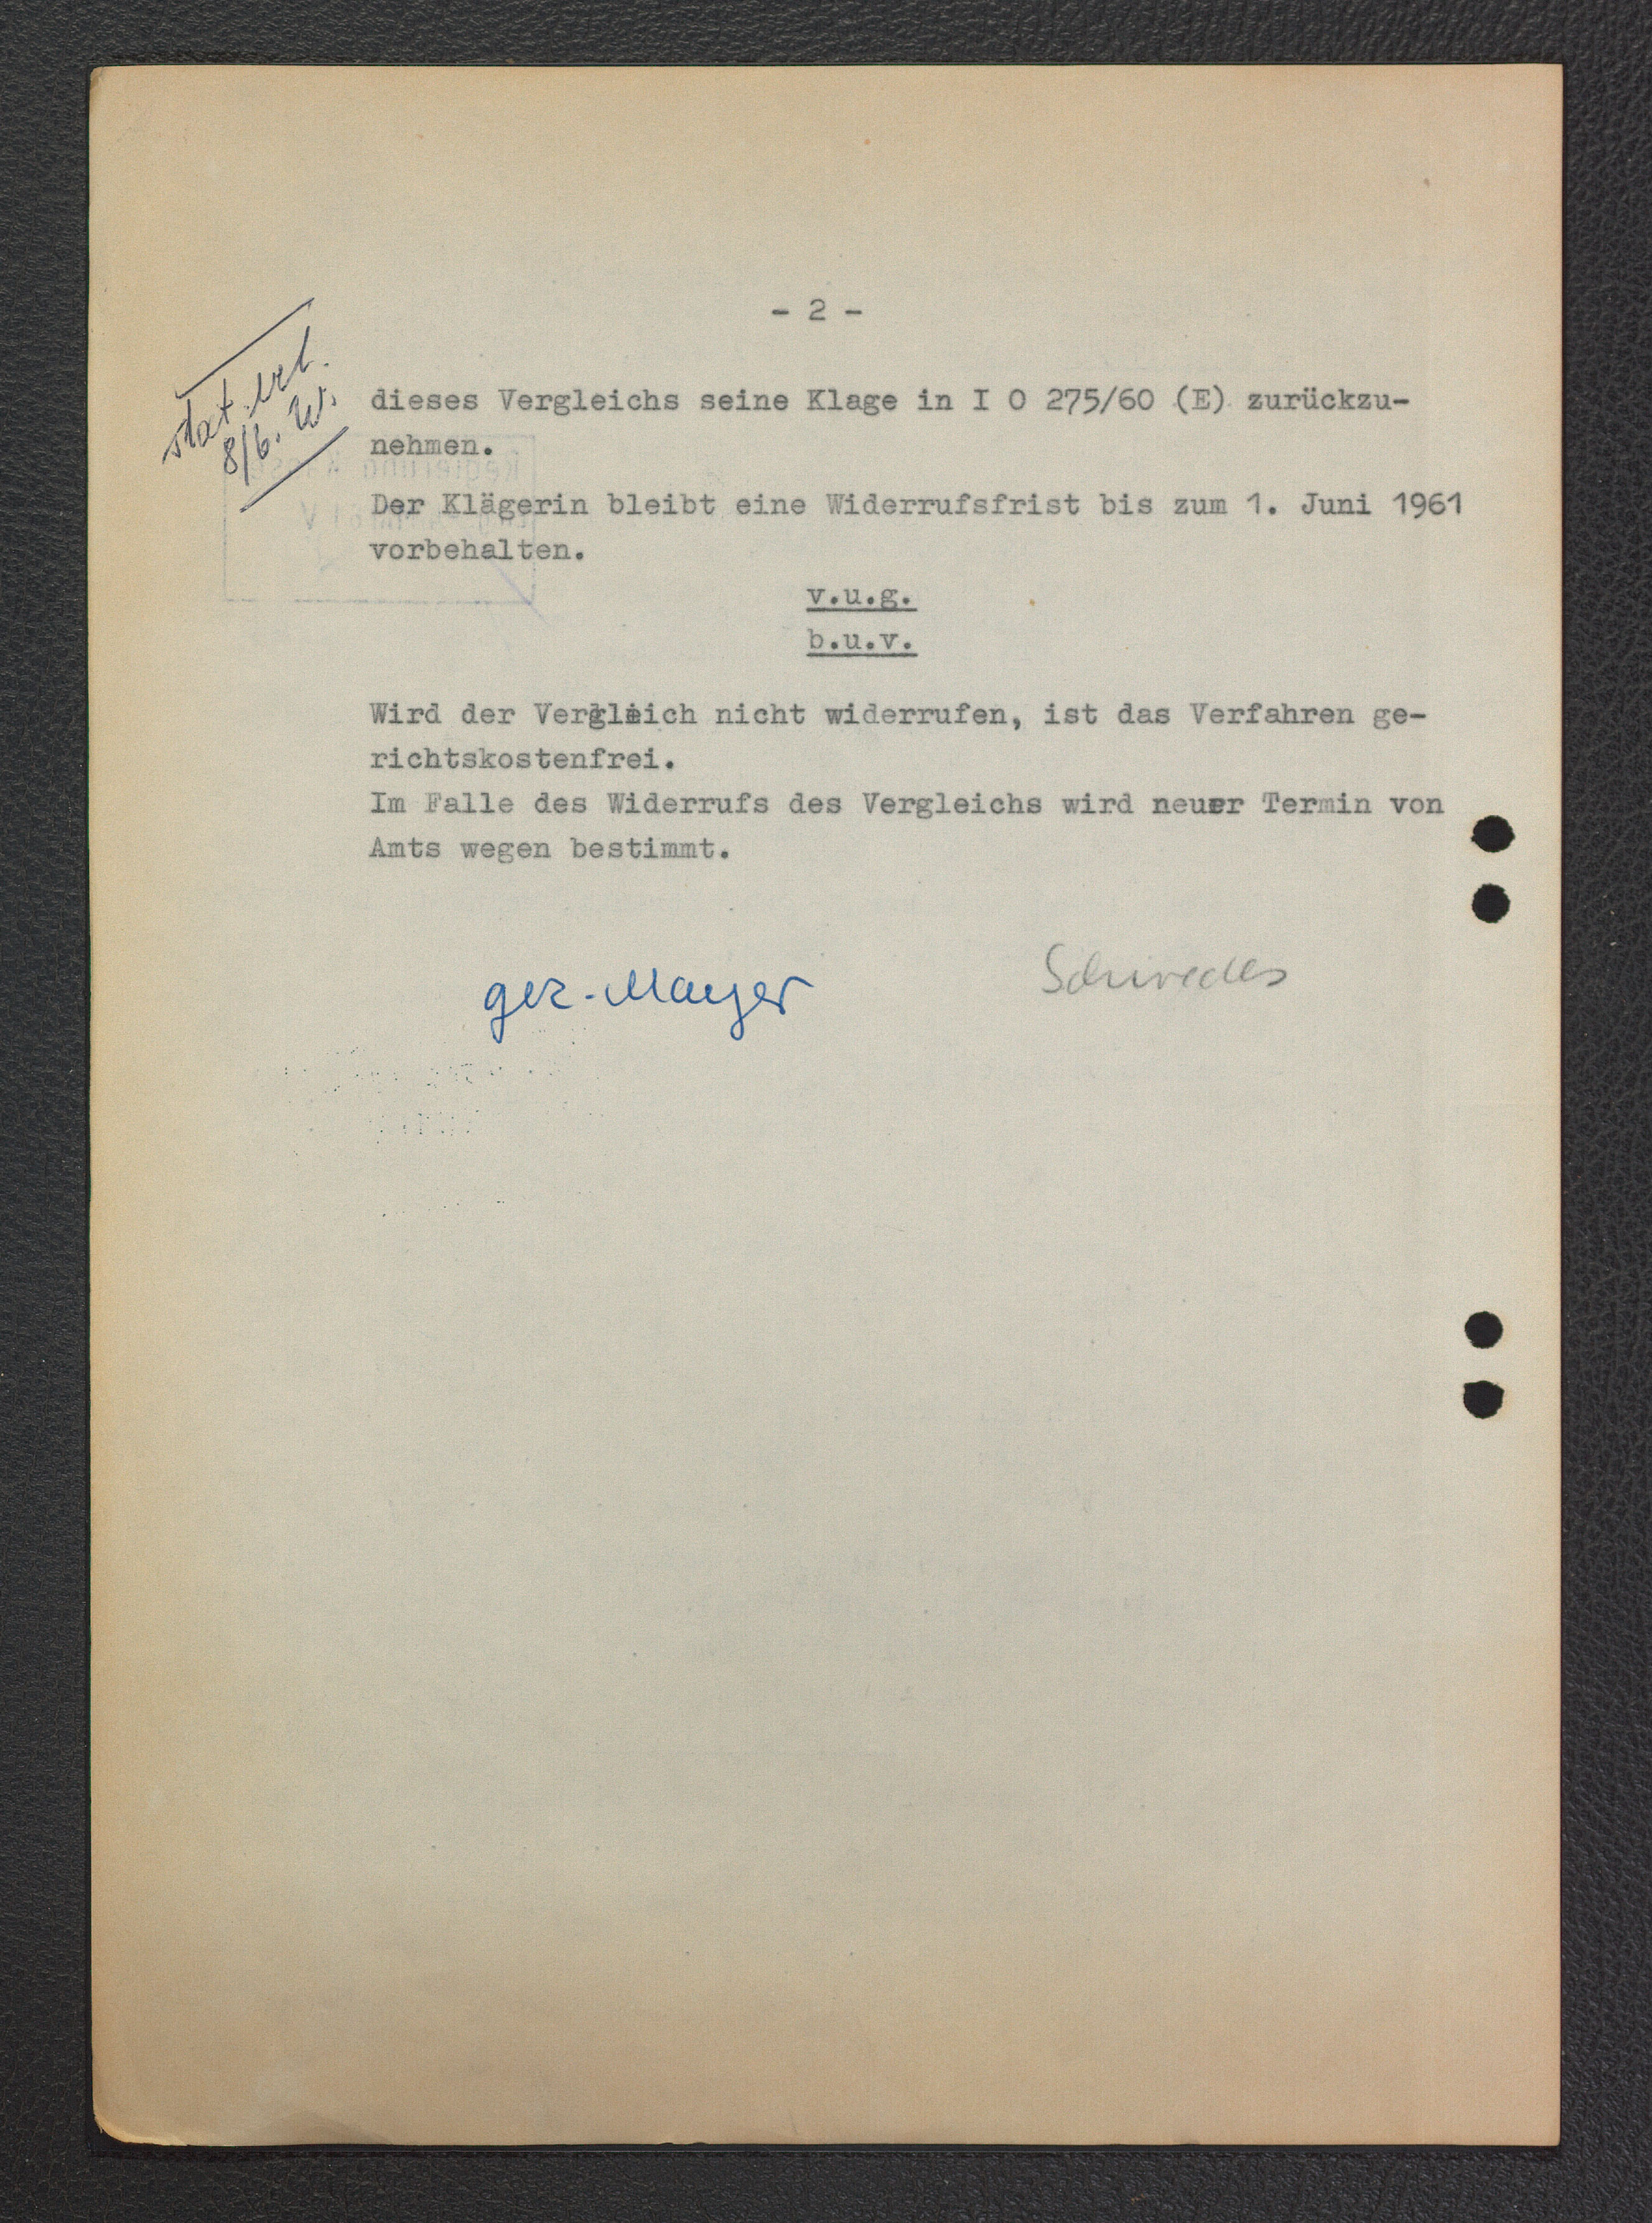 - 2 -
stat. erl.
8/6. W.
dieses Vergleichs seine Klage in I O 275/60 (E) zurückzu-
nehmen.
Der Klägerin bleibt eine Widerrufsfrist bis zum 1. Juni 1961
vorbehalten.
v.u.g.
b.u.v.
Wird der Vergleich nicht widerrufen, ist das Verfahren ge-
richtskostenfrei.
Im Falle des Widerrufs des Vergleichs wird neuer Termin von
Amts wegen bestimmt.
gez. Mayer
Schwedes